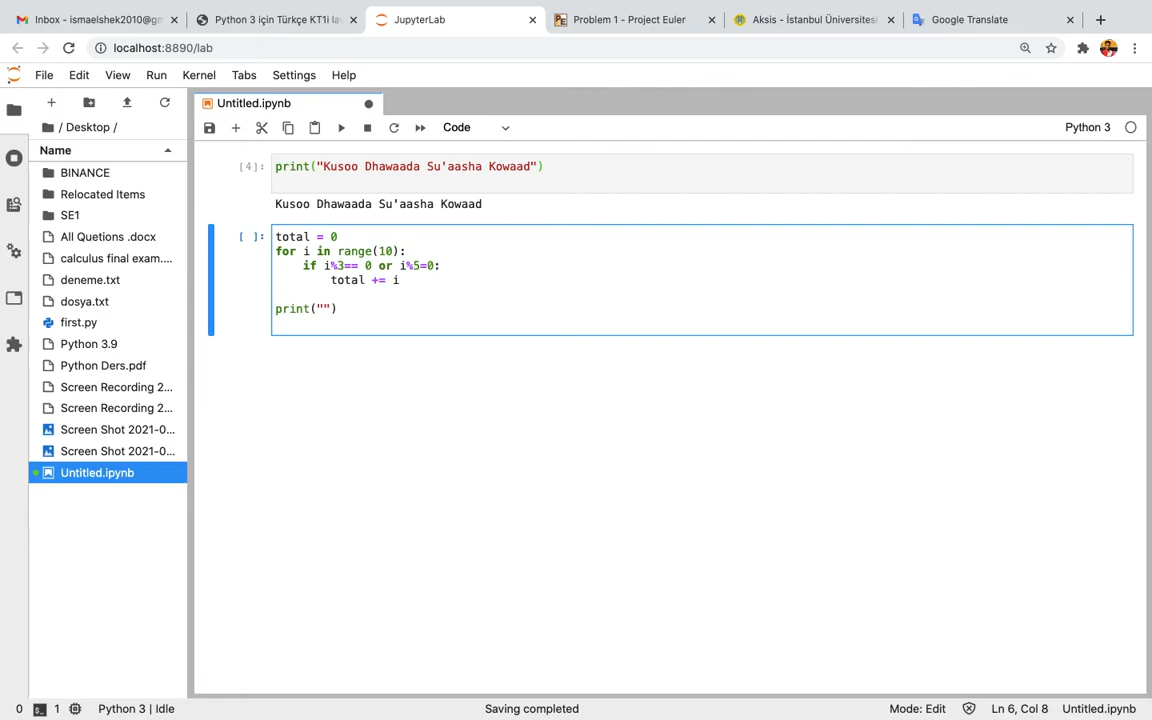 Inbox - ismaelshek2010@gm
Python 3 için Türkçe KT1i la
JupyterLab
Problem 1 - Project Euler
Aksis - İstanbul Üniversitesi
Google Translate
localhost:8890/lab
File Edit View Run Kernel Tabs Settings Help
Untitled.ipynb
/ Desktop /
Code
Python 3
Name
BINANCE
Relocated Items
SE1
All Quetions .docx
calculus final exam....
deneme.txt
dosya.txt
first.py
Python 3.9
Python Ders.pdf
Screen Recording 2...
Screen Recording 2...
Screen Shot 2021-0...
Screen Shot 2021-0...
Untitled.ipynb
[4]: print("Kusoo Dhawaada Su'aasha Kowaad")
Kusoo Dhawaada Su'aasha Kowaad
[ ]: total = 0
for i in range(10):
    if i%3== 0 or i%5=0:
        total += i
print("")
0 $_ 1 Python 3 | Idle Saving completed Mode: Edit Ln 6, Col 8 Untitled.ipynb